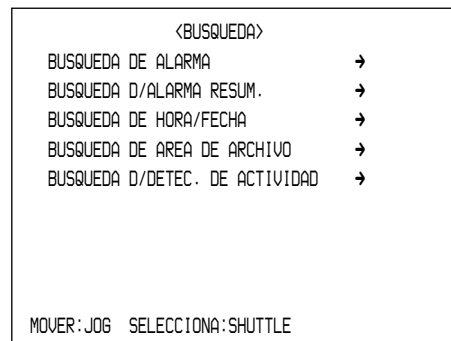 <BUSQUEDA>
BUSQUEDA DE ALARMA →
BUSQUEDA D/ALARMA RESUM. →
BUSQUEDA DE HORA/FECHA →
BUSQUEDA DE AREA DE ARCHIVO →
BUSQUEDA D/DETEC. DE ACTIVIDAD →
MOVER:JOG SELECCIONA:SHUTTLE